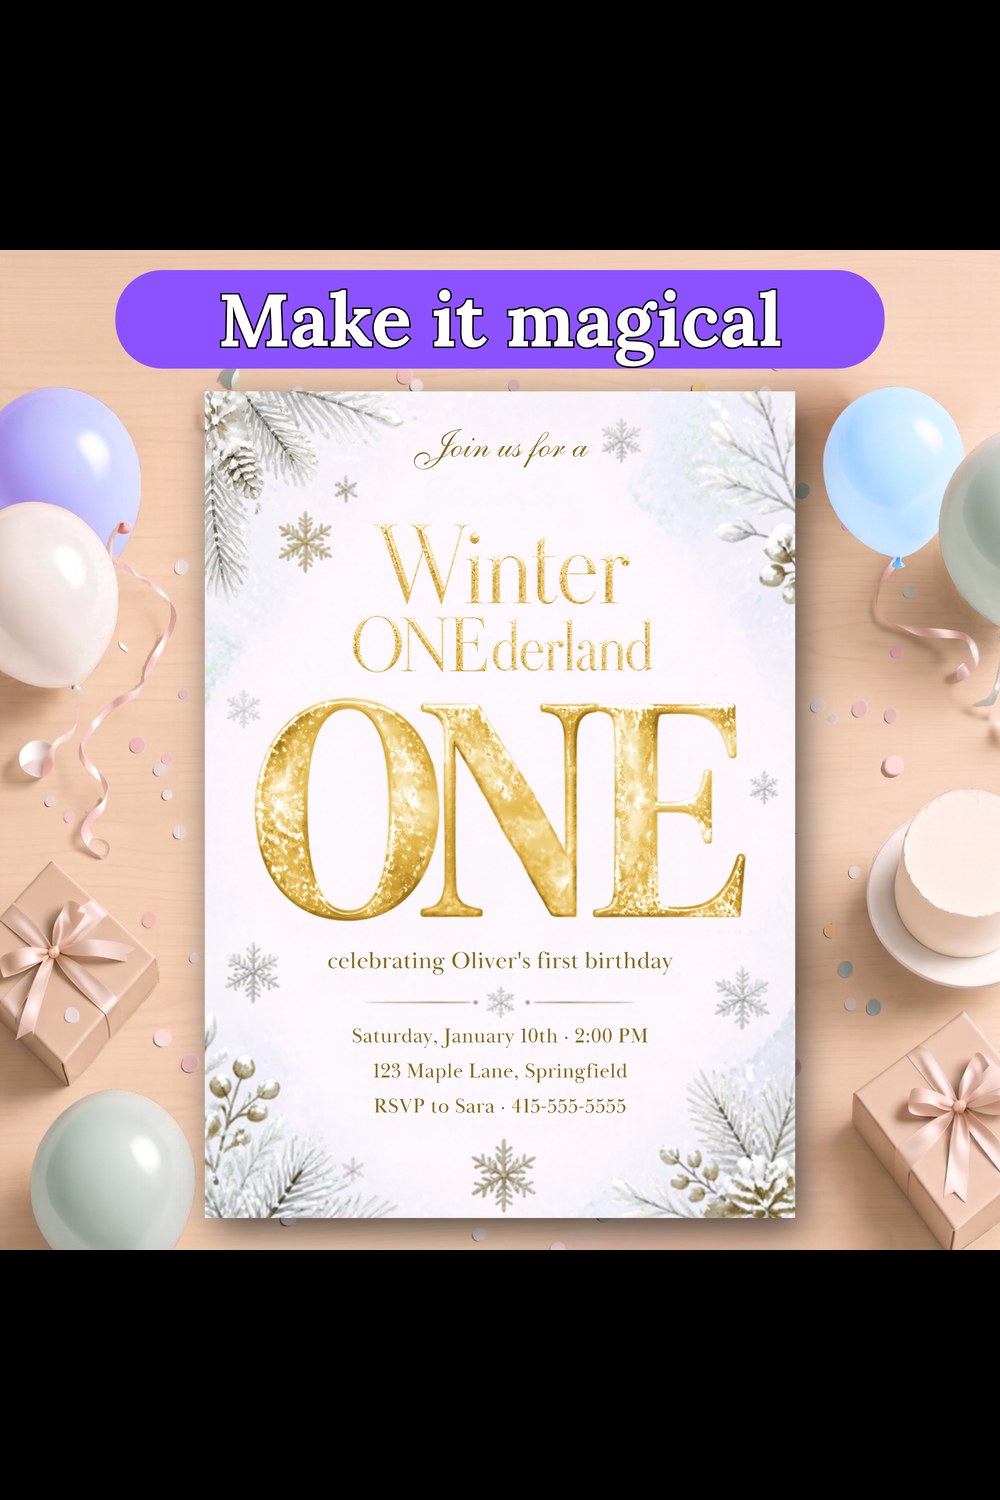 Make it magical
Join us for a
Winter
ONEderland
ONE
celebrating Oliver's first birthday
Saturday, January 10th · 2:00 PM
123 Maple Lane, Springfield
RSVP to Sara · 415-555-5555